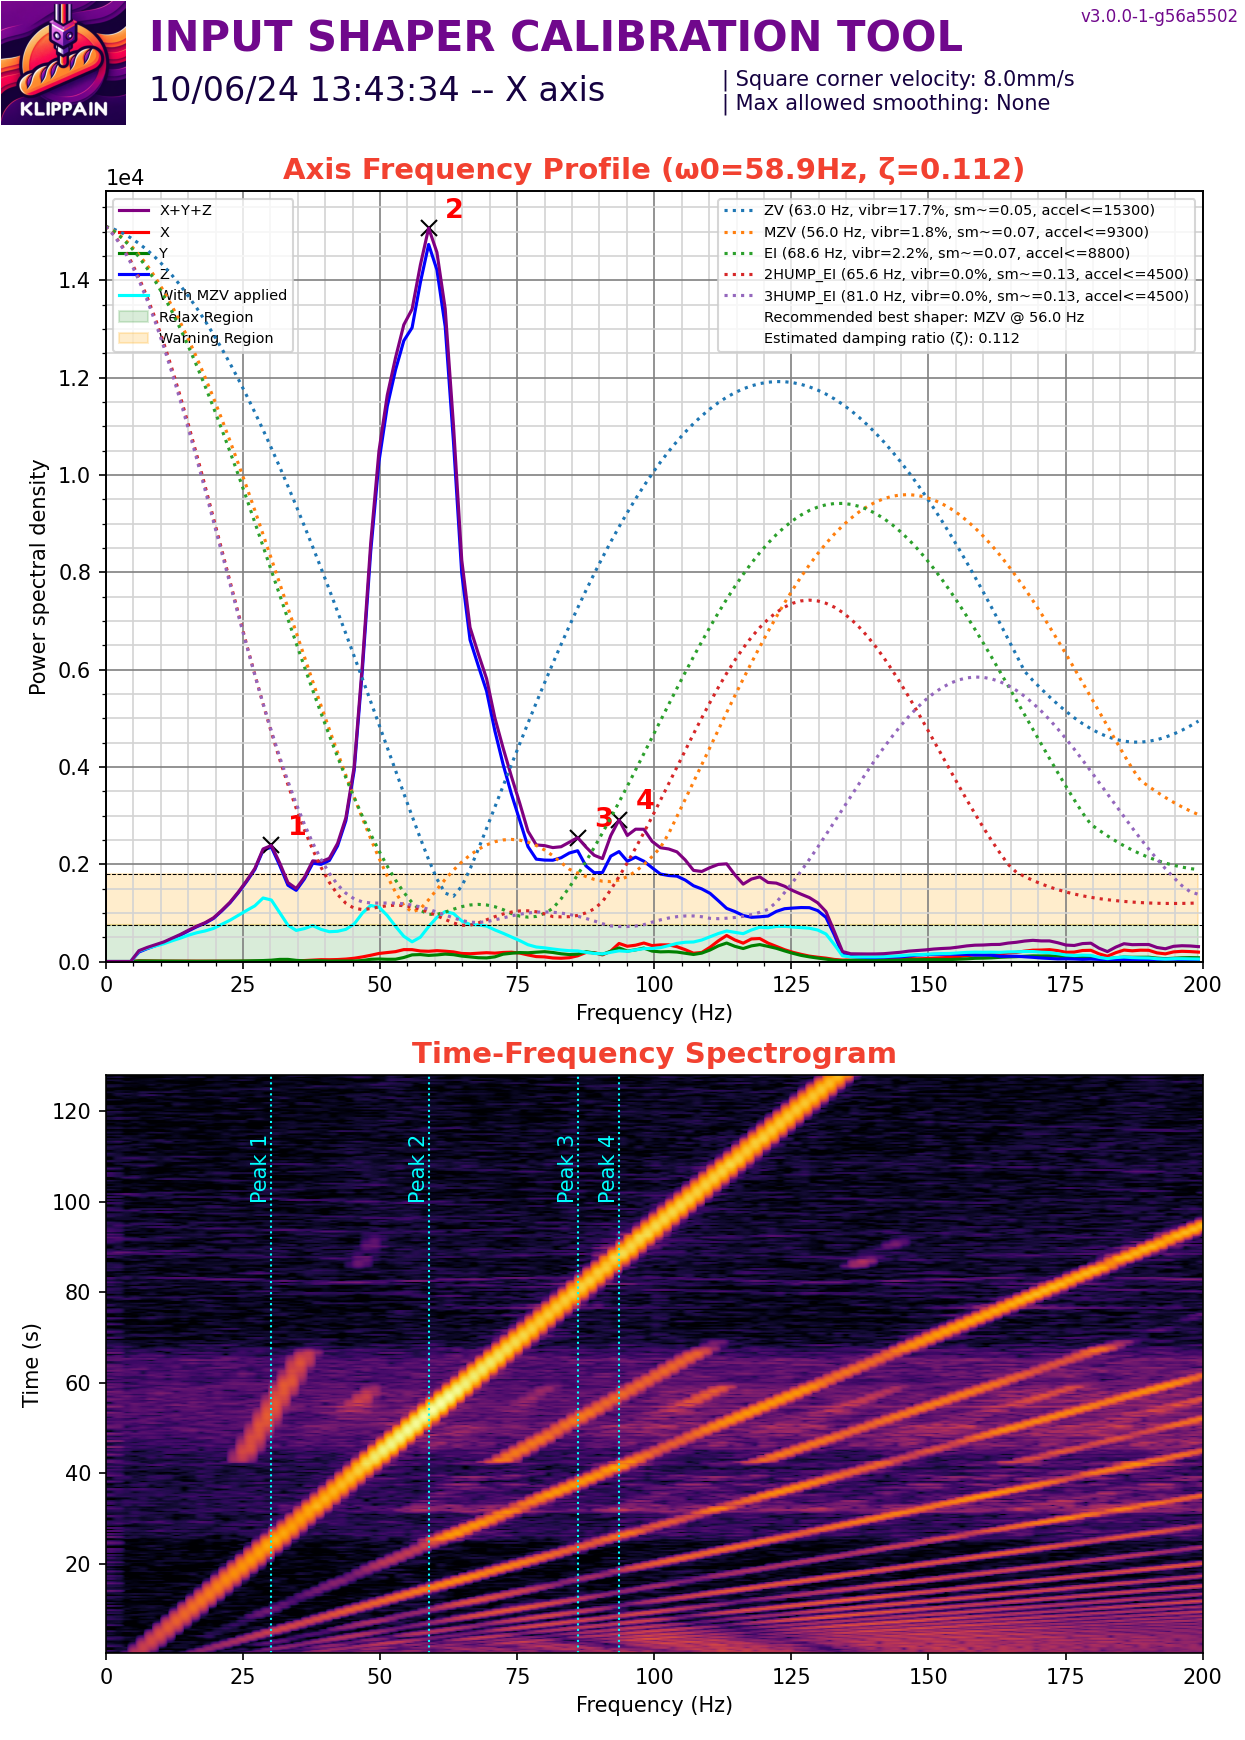 v3.0.0-1-g56a5502
INPUT SHAPER CALIBRATION TOOL
10/06/24 13:43:34 -- X axis
| Square corner velocity: 8.0mm/s
| Max allowed smoothing: None
KLIPPAIN
Axis Frequency Profile (ω0=58.9Hz, ζ=0.112)
1e4
X+Y+Z
X
Y
Z
With MZV applied
Relax Region
Warning Region
ZV (63.0 Hz, vibr=17.7%, sm~=0.05, accel<=15300)
MZV (56.0 Hz, vibr=1.8%, sm~=0.07, accel<=9300)
EI (68.6 Hz, vibr=2.2%, sm~=0.07, accel<=8800)
2HUMP_EI (65.6 Hz, vibr=0.0%, sm~=0.13, accel<=4500)
3HUMP_EI (81.0 Hz, vibr=0.0%, sm~=0.13, accel<=4500)
Recommended best shaper: MZV @ 56.0 Hz
Estimated damping ratio (ζ): 0.112
1
2
3
4
Power spectral density
1.4
1.2
1.0
0.8
0.6
0.4
0.2
0.0
0 25 50 75 100 125 150 175 200
Frequency (Hz)
Time-Frequency Spectrogram
Peak 1
Peak 2
Peak 3
Peak 4
Time (s)
120
100
80
60
40
20
0 25 50 75 100 125 150 175 200
Frequency (Hz)